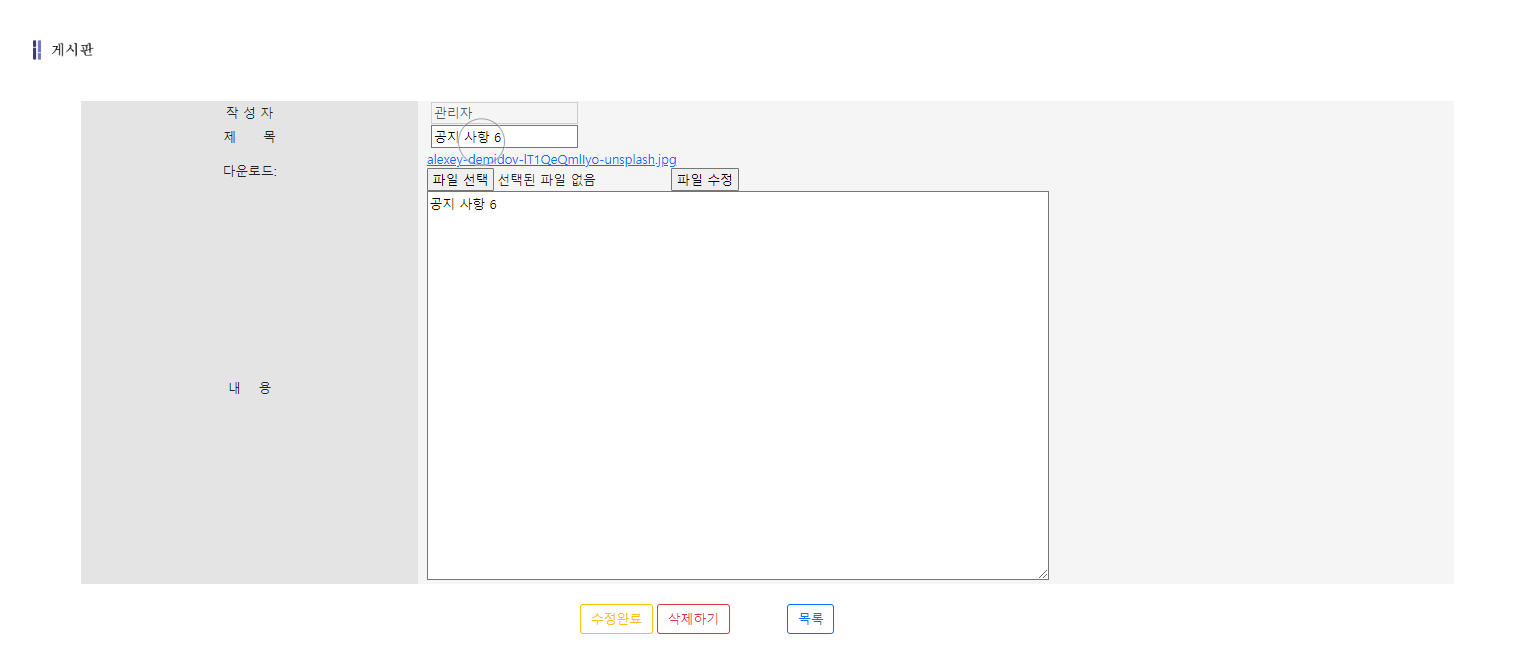 게시판
작 성 자 관리자
제 목 공지 사항 6
다운로드: alexey-demidov-lT1QeQmlIyo-unsplash.jpg
파일 선택 선택된 파일 없음 파일 수정
내 용 공지 사항 6
수정완료 삭제하기 목록